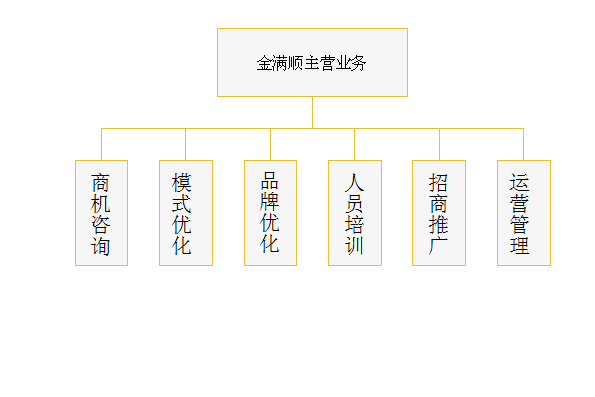 金满顺主营业务
商机咨询
模式优化
品牌优化
人员培训
招商推广
运营管理